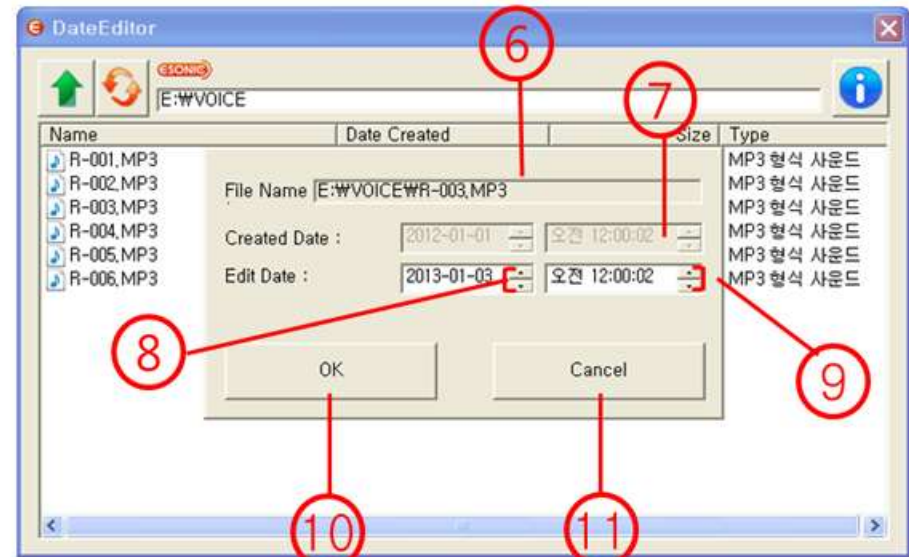 DateEditor
6
ESONIC
E:₩VOICE
7
Name Date Created Size Type
R-001,MP3 MP3 형식 사운드
R-002,MP3 MP3 형식 사운드
R-003,MP3 MP3 형식 사운드
R-004,MP3 MP3 형식 사운드
R-005,MP3 MP3 형식 사운드
R-006,MP3 MP3 형식 사운드
File Name E:₩VOICE₩R-003,MP3
Created Date : 2012-01-01 오전 12:00:02
Edit Date : 2013-01-03 오전 12:00:02
8
9
OK Cancel
10 11